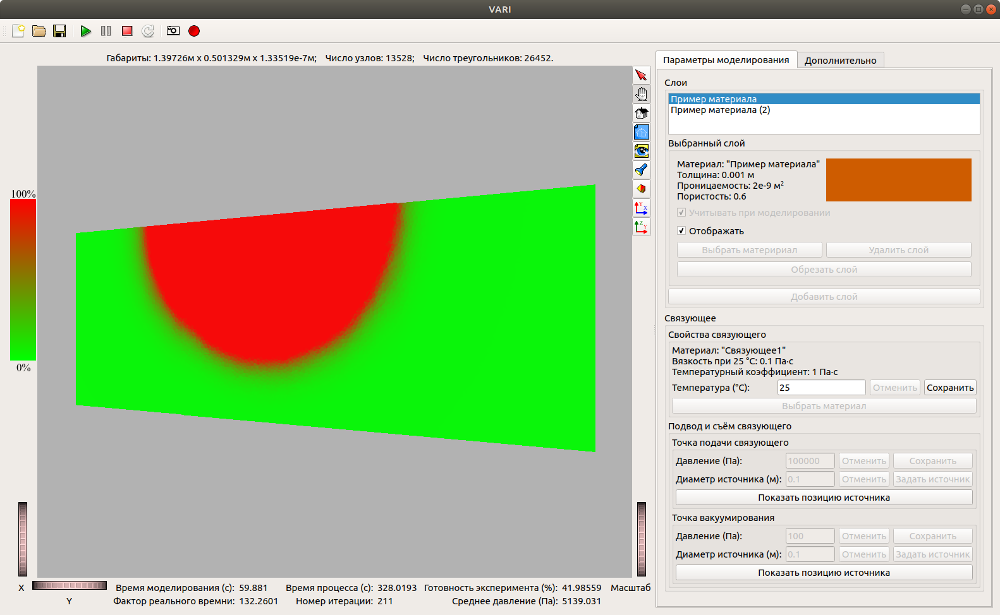 VARI
Габариты: 1.39726м x 0.501329м x 1.33519e-7м; Число узлов: 13528; Число треугольников: 26452.
100%
0%
X
Y
Время моделирования (с): 59.881 Время процесса (с): 328.0193 Готовность эксперимента (%): 41.98559 Масштаб
Фактор реального времни: 132.2601 Номер итерации: 211 Среднее давление (Па): 5139.031
Y
X
Z
Y
Параметры моделирования Дополнительно
Слои
Пример материала
Пример материала (2)
Выбранный слой
Материал: "Пример материала"
Толщина: 0.001 м
Проницаемость: 2e-9 м²
Пористость: 0.6
Учитывать при моделировании
Отображать
Выбрать материриал Удалить слой
Обрезать слой
Добавить слой
Связующее
Свойства связующего
Материал: "Связующее1"
Вязкость при 25 °C: 0.1 Па·с
Температурный коэффициент: 1 Па·с
Температура (°C): 25 Отменить Сохранить
Выбрать материал
Подвод и съём связующего
Точка подачи связующего
Давление (Па): 100000 Отменить Сохранить
Диаметр источника (м): 0.1 Отменить Задать источник
Показать позицию источника
Точка вакуумирования
Давление (Па): 100 Отменить Сохранить
Диаметр источника (м): 0.1 Отменить Задать источник
Показать позицию источника